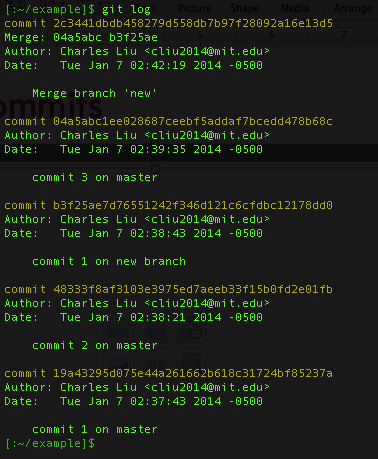 Picture Shape Media Arrange
[:~/example]$ git log
commit 2c3441dbdb458279d558db7b97f28092a16e13d5
Merge: 04a5abc b3f25ae
Author: Charles Liu <cliu2014@mit.edu>
Date:   Tue Jan 7 02:42:19 2014 -0500
    Merge branch 'new'
commit 04a5abc1ee028687ceebf5addaf7bcedd478b68c
Author: Charles Liu <cliu2014@mit.edu>
Date:   Tue Jan 7 02:39:35 2014 -0500
    commit 3 on master
commit b3f25ae7d76551242f346d121c6cfdbc12178dd0
Author: Charles Liu <cliu2014@mit.edu>
Date:   Tue Jan 7 02:38:43 2014 -0500
    commit 1 on new branch
commit 48333f8af3103e3975ed7aeeb33f15b0fd2e01fb
Author: Charles Liu <cliu2014@mit.edu>
Date:   Tue Jan 7 02:38:21 2014 -0500
    commit 2 on master
commit 19a43295d075e44a261662b618c31724bf85237a
Author: Charles Liu <cliu2014@mit.edu>
Date:   Tue Jan 7 02:37:43 2014 -0500
    commit 1 on master
[:~/example]$